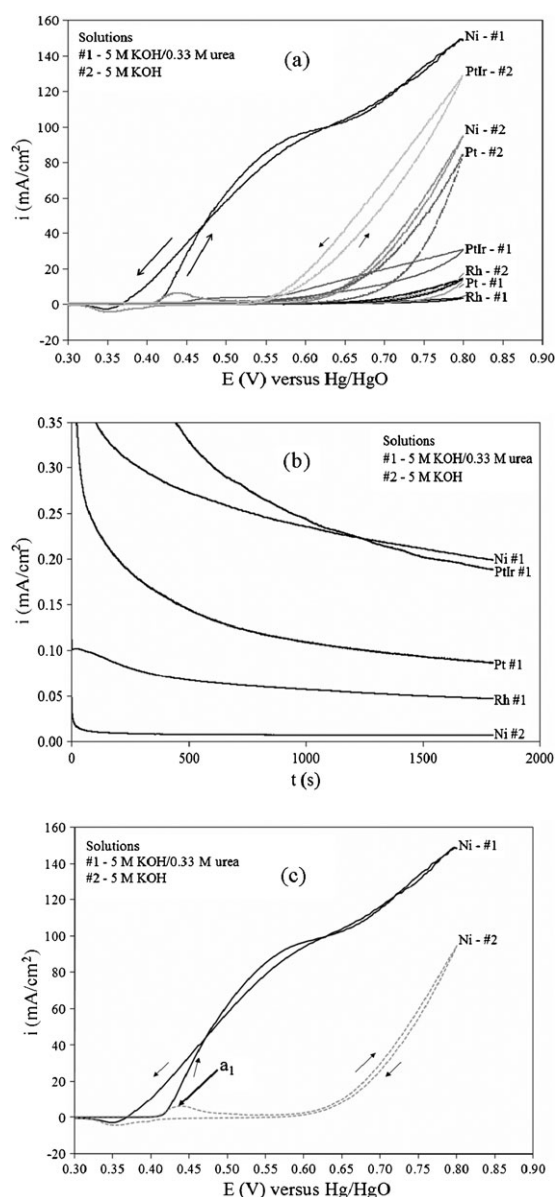 Solutions
#1 - 5 M KOH/0.33 M urea
#2 - 5 M KOH
(a)
Ni - #1
PtIr - #2
Ni - #2
Pt - #2
PtIr - #1
Rh - #2
Pt - #1
Rh - #1
160
140
120
100
80
60
40
20
0
-20
i (mA/cm²)
0.30 0.35 0.40 0.45 0.50 0.55 0.60 0.65 0.70 0.75 0.80 0.85 0.90
E (V) versus Hg/HgO
(b)
Solutions
#1 - 5 M KOH/0.33 M urea
#2 - 5 M KOH
0.35
0.30
0.25
0.20
0.15
0.10
0.05
0.00
i (mA/cm²)
Ni #1
PtIr #1
Pt #1
Rh #1
Ni #2
0 500 1000 1500 2000
t (s)
Solutions
#1 - 5 M KOH/0.33 M urea
#2 - 5 M KOH
(c)
Ni - #1
Ni - #2
a₁
160
140
120
100
80
60
40
20
0
-20
i (mA/cm²)
0.30 0.35 0.40 0.45 0.50 0.55 0.60 0.65 0.70 0.75 0.80 0.85 0.90
E (V) versus Hg/HgO